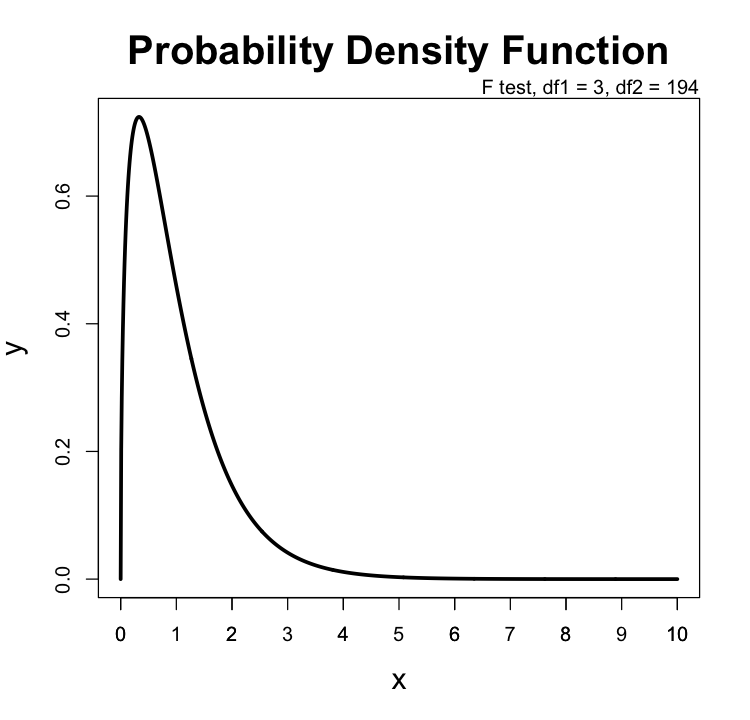 Probability Density Function
F test, df1 = 3, df2 = 194
y
0.6
0.4
0.2
0.0
0 1 2 3 4 5 6 7 8 9 10
x